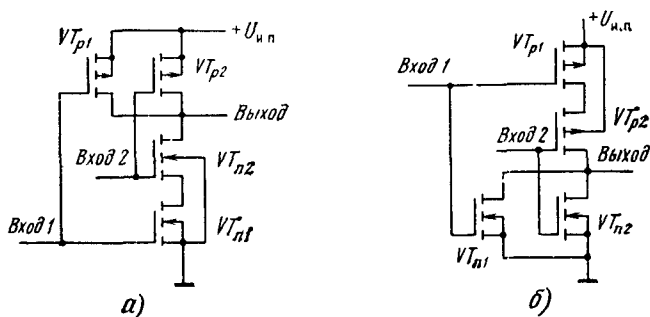 + Uи.п
VTp1
VTp2
Выход
Вход 2
VTn2
Вход 1
VTn1
а)
+ Uи.п
VTp1
Вход 1
VTp2
Вход 2
Выход
VTn1
VTn2
б)